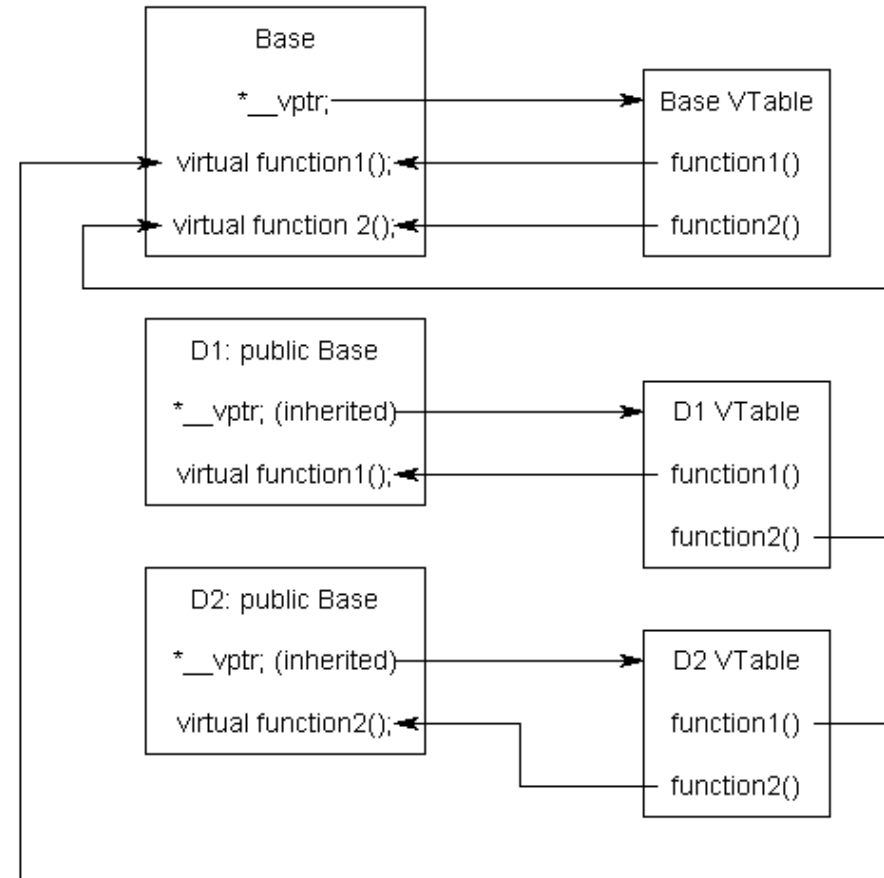 Base
*__vptr;
virtual function1();
virtual function 2();
Base VTable
function1()
function2()
D1: public Base
*__vptr; (inherited)
virtual function1();
D1 VTable
function1()
function2()
D2: public Base
*__vptr; (inherited)
virtual function2();
D2 VTable
function1()
function2()